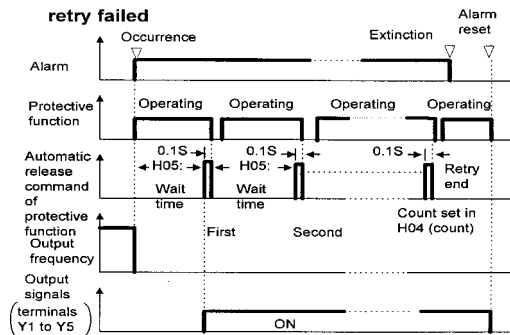 retry failed
Alarm
Occurrence
Extinction
reset
Alarm
Operating
Operating
Operating
Operating
Protective
function
0.1S
0.1S
0.1S
Automatic
release
command
of
protective
function
H05:
H05:
Wait
time
Wait
time
Retry
end
Count set in
H04 (count)
First
Second
Output
frequency
Output
signals
(terminals
Y1 to Y5)
ON